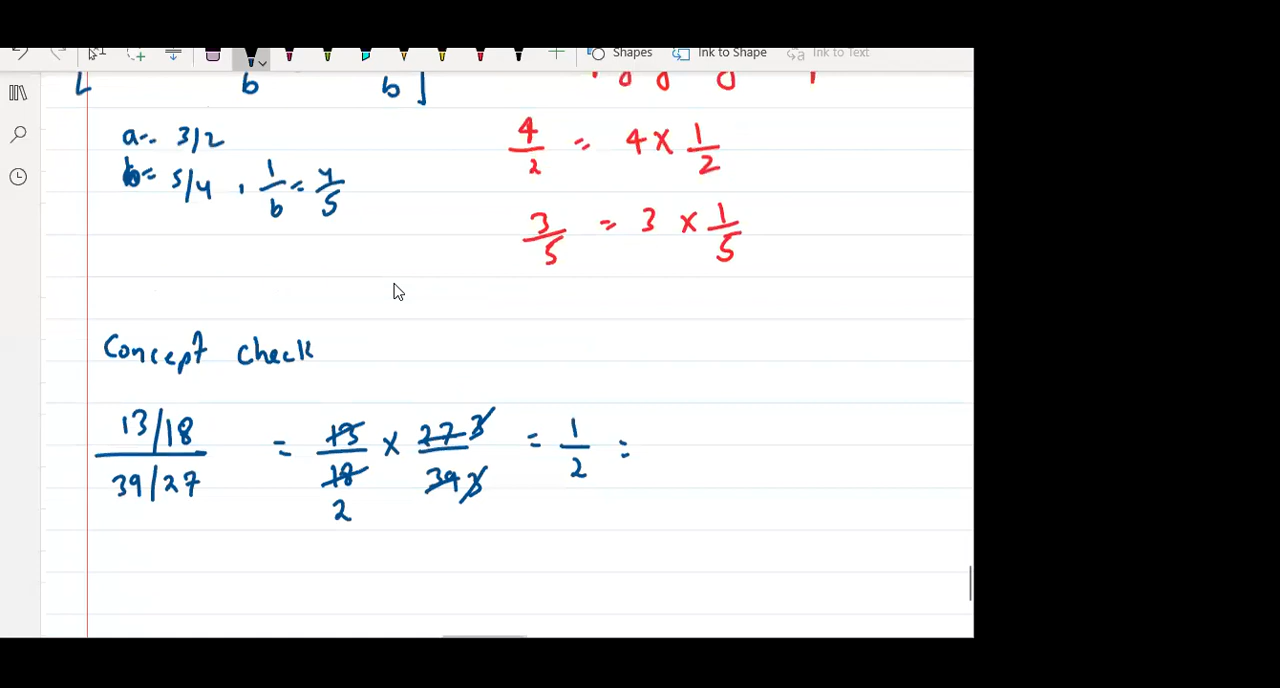 Shapes Ink to Shape Ink to Text
b b ]
a = 3/2
b = 5/4 , 1/b = 4/5
4/2 = 4 x 1/2
3/5 = 3 x 1/5
Concept check
13/18 / 39/27 = 13/18 x 27 3/39 3 = 1/2 =
2